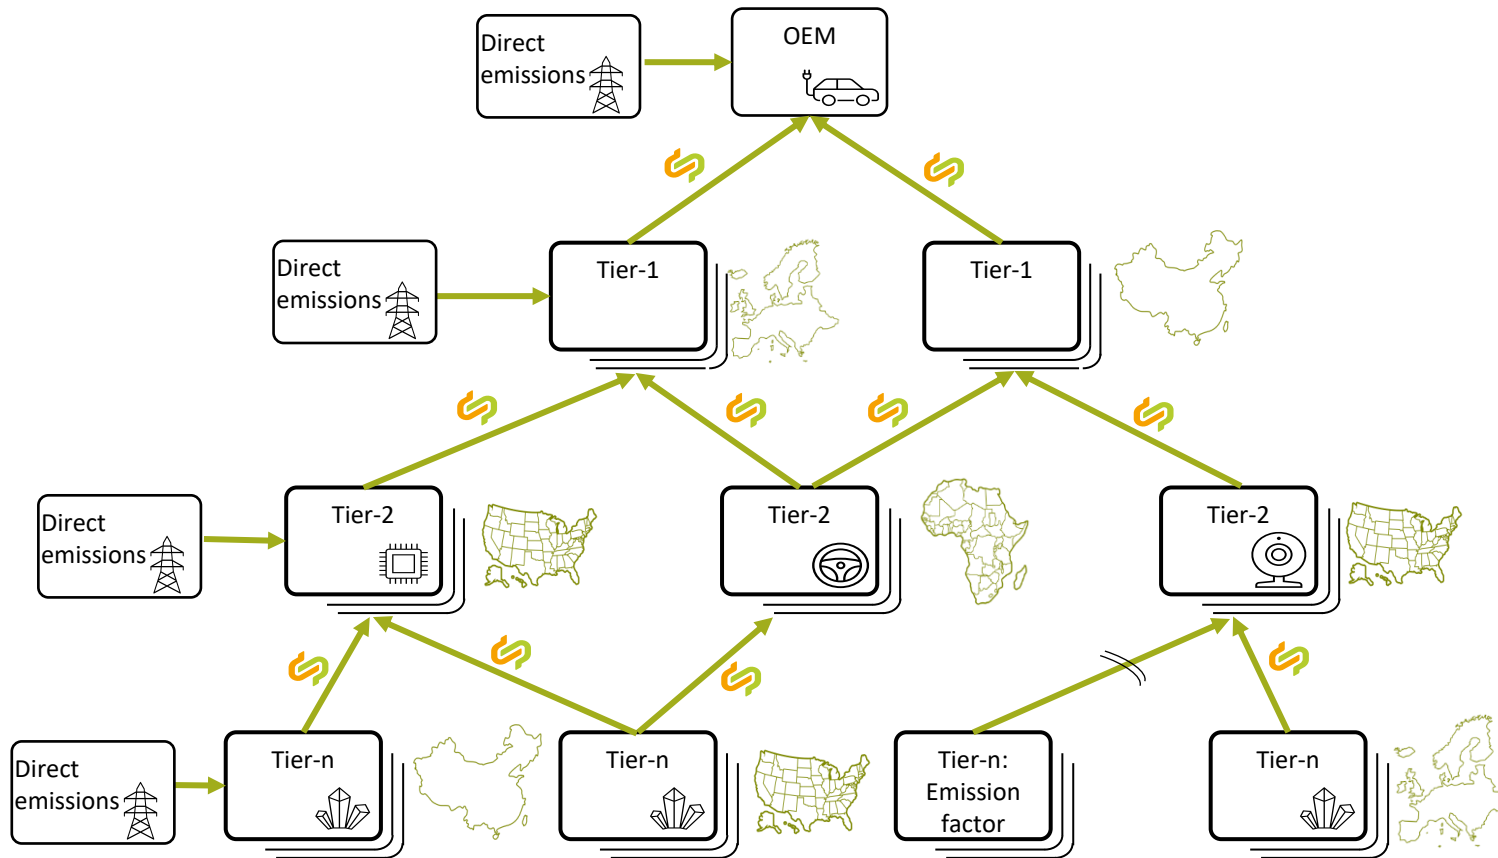 Direct
emissions
OEM
Direct
emissions
Tier-1
Tier-1
Direct
emissions
Tier-2
Tier-2
Tier-2
Direct
emissions
Tier-n
Tier-n
Tier-n:
Emission
factor
Tier-n